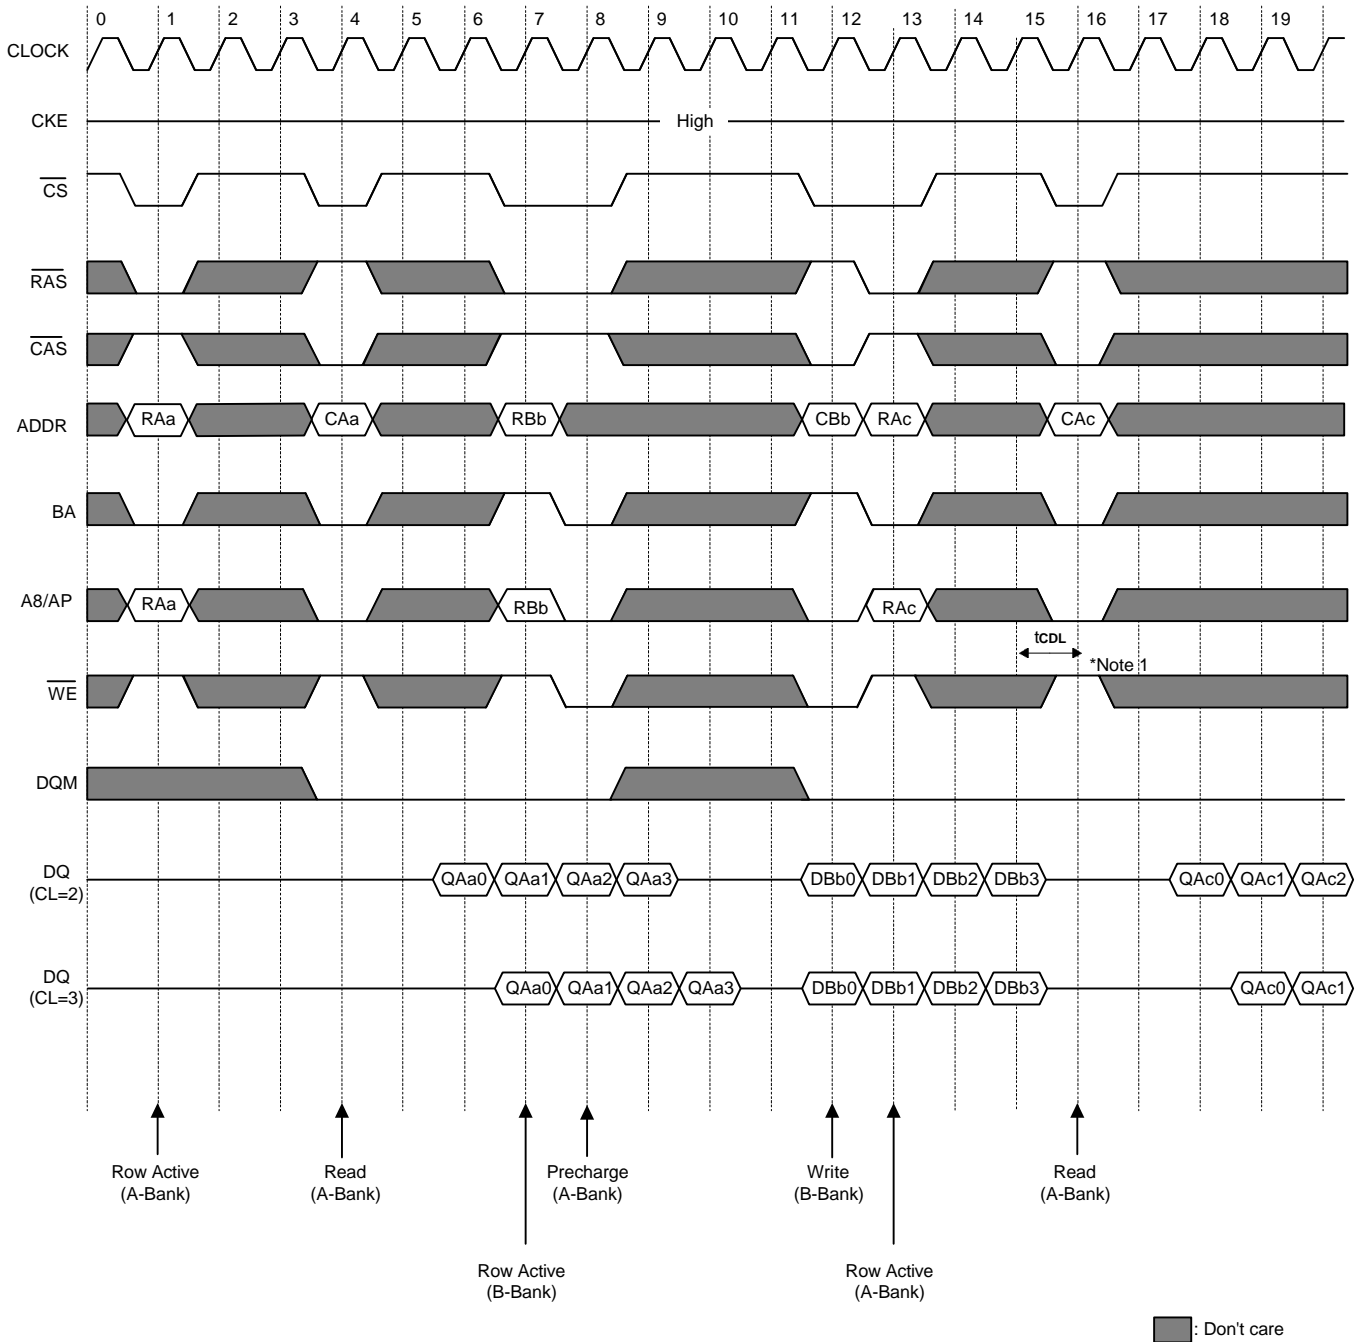 0 1 2 3 4 5 6 7 8 9 10 11 12 13 14 15 16 17 18 19
CLOCK
CKE High
CS
RAS
CAS
ADDR RAa CAa RBb CBb RAc CAc
BA
A8/AP RAa RBb RAc
tCDL
*Note 1
WE
DQM
DQ
(CL=2)
QAa0 QAa1 QAa2 QAa3 DBb0 DBb1 DBb2 DBb3 QAc0 QAc1 QAc2
DQ
(CL=3)
QAa0 QAa1 QAa2 QAa3 DBb0 DBb1 DBb2 DBb3 QAc0 QAc1
Row Active
(A-Bank)
Read
(A-Bank)
Precharge
(A-Bank)
Write
(B-Bank)
Read
(A-Bank)
Row Active
(B-Bank)
Row Active
(A-Bank)
: Don't care